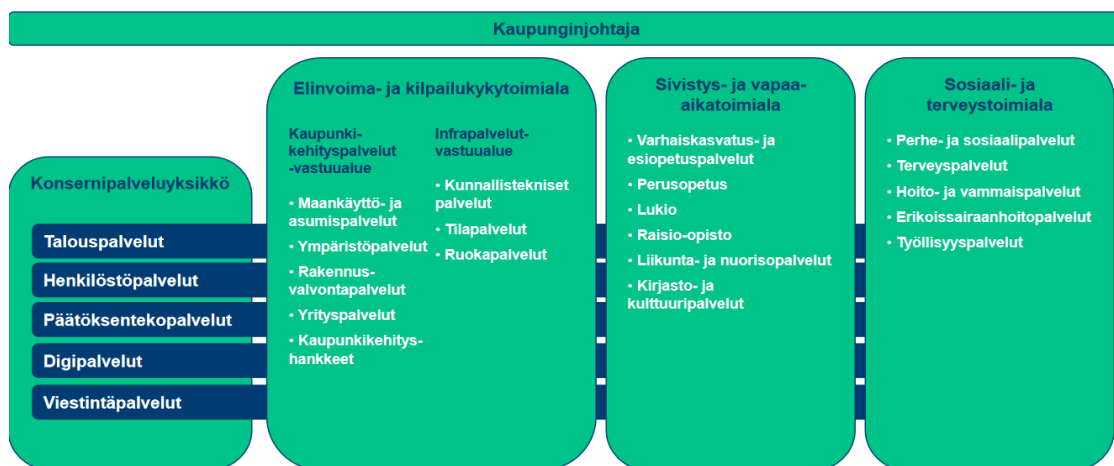 Kaupunginjohtaja
Konsernipalveluyksikkö
Talouspalvelut
Henkilöstöpalvelut
Päätöksentekopalvelut
Digipalvelut
Viestintäpalvelut
Elinvoima- ja kilpailukykytoimiala
Kaupunki-
kehityspalvelut
-vastuualue
• Maankäyttö- ja
asumispalvelut
• Ympäristöpalvelut
• Rakennus-
valvontapalvelut
• Yrityspalvelut
• Kaupunkikehitys-
hankkeet
Infrapalvelut-
vastuualue
• Kunnallistekniset
palvelut
• Tilapalvelut
• Ruokapalvelut
Sivistys- ja vapaa-
aikatoimiala
• Varhaiskasvatus- ja
esiopetuspalvelut
• Perusopetus
• Lukio
• Raisio-opisto
• Liikunta- ja nuorisopalvelut
• Kirjasto- ja
kulttuuripalvelut
Sosiaali- ja
terveystoimiala
• Perhe- ja sosiaalipalvelut
• Terveyspalvelut
• Hoito- ja vammaispalvelut
• Erikoissairaanhoitopalvelut
• Työllisyyspalvelut